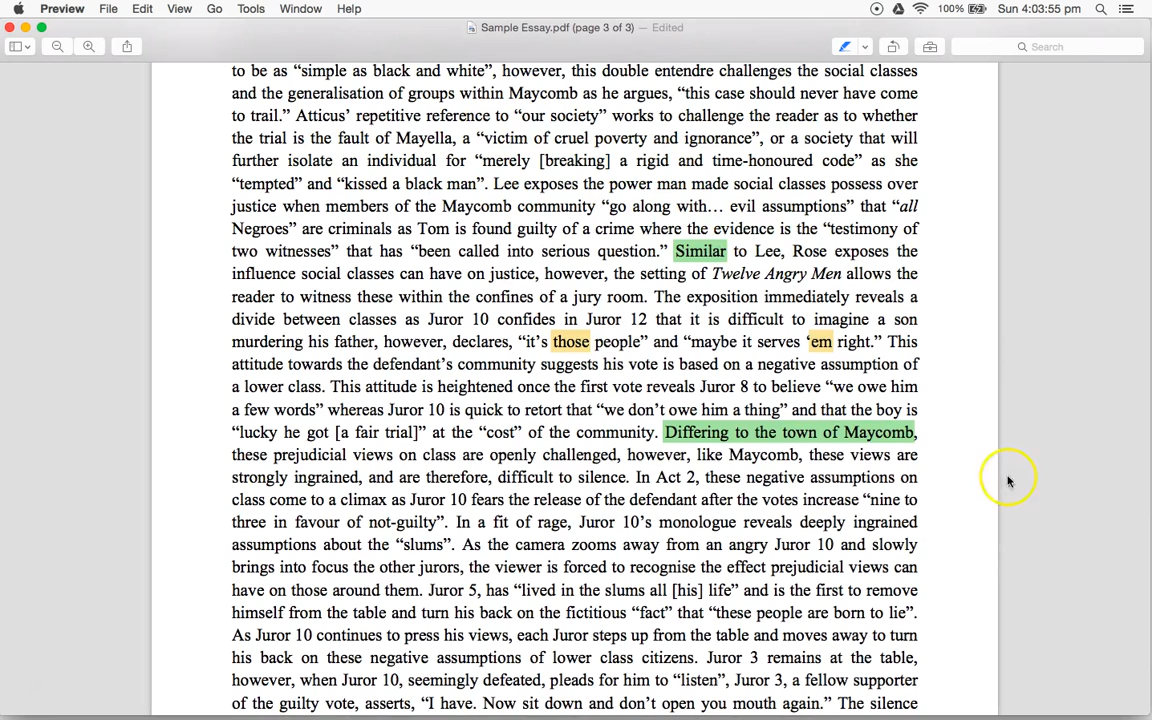 Preview File Edit View Go Tools Window Help 100% Sun 4:03:55 pm
Sample Essay.pdf (page 3 of 3) — Edited
Search
to be as “simple as black and white”, however, this double entendre challenges the social classes
and the generalisation of groups within Maycomb as he argues, “this case should never have come
to trail.” Atticus’ repetitive reference to “our society” works to challenge the reader as to whether
the trial is the fault of Mayella, a “victim of cruel poverty and ignorance”, or a society that will
further isolate an individual for “merely [breaking] a rigid and time-honoured code” as she
“tempted” and “kissed a black man”. Lee exposes the power man made social classes possess over
justice when members of the Maycomb community “go along with… evil assumptions” that “all
Negroes” are criminals as Tom is found guilty of a crime where the evidence is the “testimony of
two witnesses” that has “been called into serious question.” Similar to Lee, Rose exposes the
influence social classes can have on justice, however, the setting of Twelve Angry Men allows the
reader to witness these within the confines of a jury room. The exposition immediately reveals a
divide between classes as Juror 10 confides in Juror 12 that it is difficult to imagine a son
murdering his father, however, declares, “it’s those people” and “maybe it serves ‘em right.” This
attitude towards the defendant’s community suggests his vote is based on a negative assumption of
a lower class. This attitude is heightened once the first vote reveals Juror 8 to believe “we owe him
a few words” whereas Juror 10 is quick to retort that “we don’t owe him a thing” and that the boy is
“lucky he got [a fair trial]” at the “cost” of the community. Differing to the town of Maycomb,
these prejudicial views on class are openly challenged, however, like Maycomb, these views are
strongly ingrained, and are therefore, difficult to silence. In Act 2, these negative assumptions on
class come to a climax as Juror 10 fears the release of the defendant after the votes increase “nine to
three in favour of not-guilty”. In a fit of rage, Juror 10’s monologue reveals deeply ingrained
assumptions about the “slums”. As the camera zooms away from an angry Juror 10 and slowly
brings into focus the other jurors, the viewer is forced to recognise the effect prejudicial views can
have on those around them. Juror 5, has “lived in the slums all [his] life” and is the first to remove
himself from the table and turn his back on the fictitious “fact” that “these people are born to lie”.
As Juror 10 continues to press his views, each Juror steps up from the table and moves away to turn
his back on these negative assumptions of lower class citizens. Juror 3 remains at the table,
however, when Juror 10, seemingly defeated, pleads for him to “listen”, Juror 3, a fellow supporter
of the guilty vote, asserts, “I have. Now sit down and don’t open you mouth again.” The silence